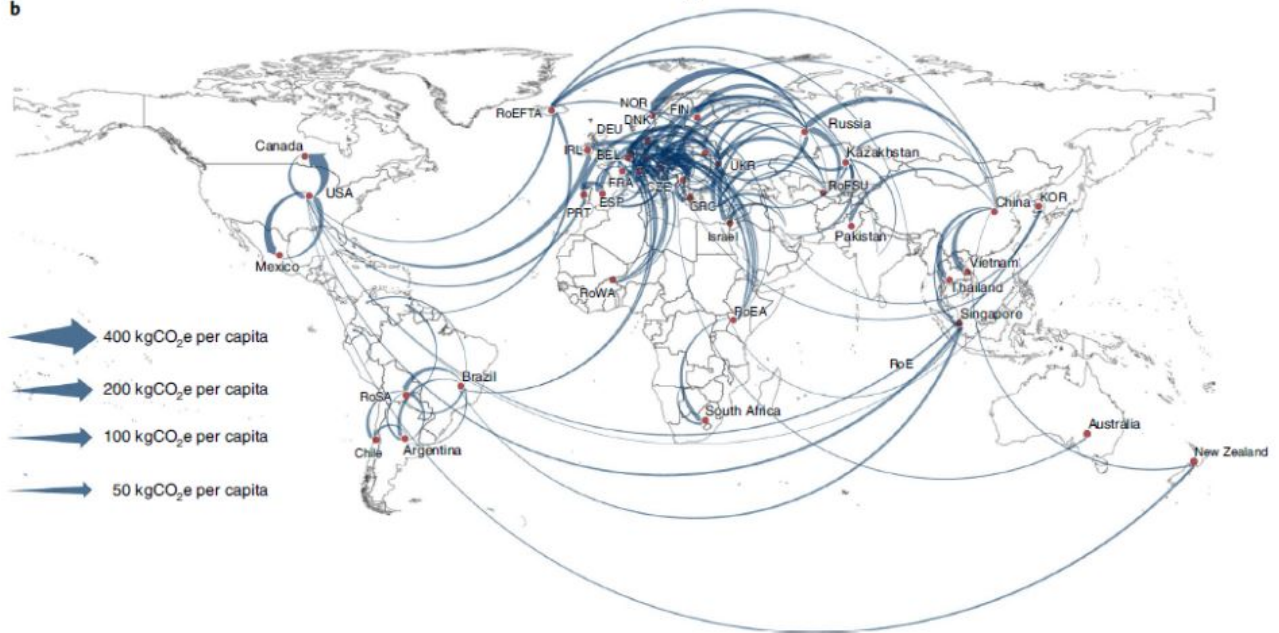 b
RoEFTA
NOR
FIN
DNK
DEU
IRL
BEL
Russia
Canada
Kazakhstan
UKR
FRA
CZE
USA
RoFSU
ESP
PRT
GRC
China
KOR
Israel
Pakistan
Mexico
Vietnam
Thailand
RoWA
RoEA
Singapore
400 kgCO₂e per capita
RoE
Brazil
200 kgCO₂e per capita
RoSA
South Africa
Australia
100 kgCO₂e per capita
Chile
Argentina
New Zealand
50 kgCO₂e per capita